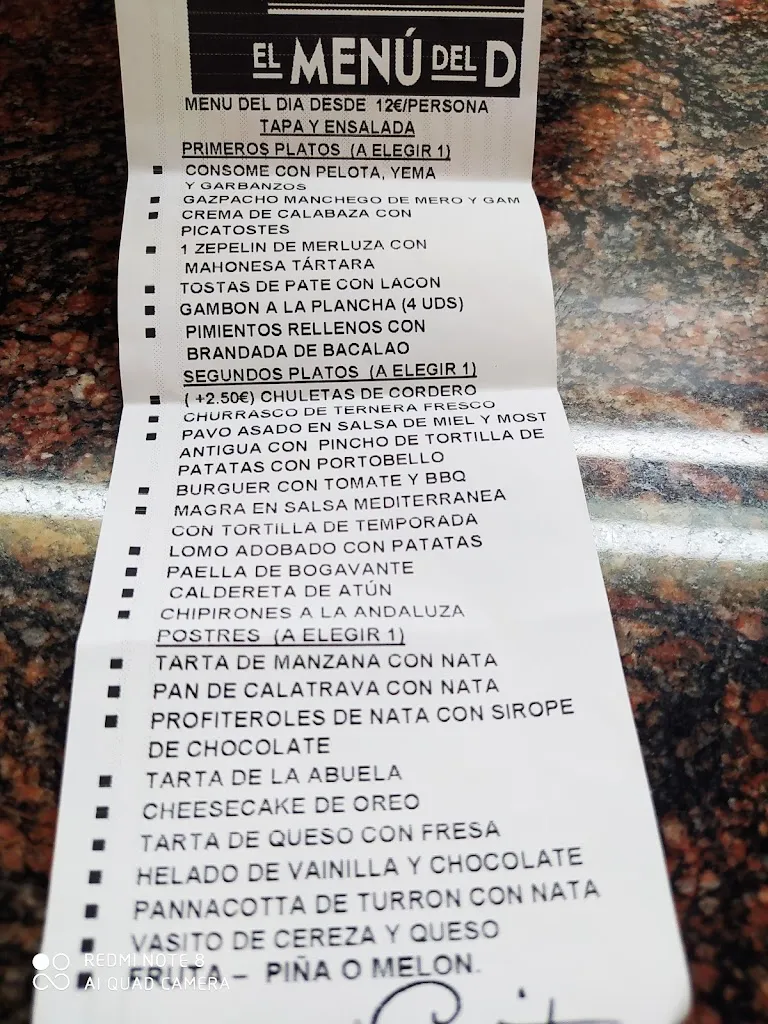 EL MENÚ DEL D
MENU DEL DIA DESDE 12€/PERSONA
TAPA Y ENSALADA
PRIMEROS PLATOS (A ELEGIR 1)
CONSOME CON PELOTA, YEMA
Y GARBANZOS
GAZPACHO MANCHEGO DE MERO Y GAM
CREMA DE CALABAZA CON
PICATOSTES
1 ZEPELIN DE MERLUZA CON
MAHONESA TÁRTARA
TOSTAS DE PATE CON LACON
GAMBON A LA PLANCHA (4 UDS)
PIMIENTOS RELLENOS CON
BRANDADA DE BACALAO
SEGUNDOS PLATOS (A ELEGIR 1)
( +2.50€) CHULETAS DE CORDERO
CHURRASCO DE TERNERA FRESCO
PAVO ASADO EN SALSA DE MIEL Y MOST
ANTIGUA CON PINCHO DE TORTILLA DE
PATATAS CON PORTOBELLO
BURGUER CON TOMATE Y BBQ
MAGRA EN SALSA MEDITERRANEA
CON TORTILLA DE TEMPORADA
LOMO ADOBADO CON PATATAS
PAELLA DE BOGAVANTE
CALDERETA DE ATÚN
CHIPIRONES A LA ANDALUZA
POSTRES (A ELEGIR 1)
TARTA DE MANZANA CON NATA
PAN DE CALATRAVA CON NATA
PROFITEROLES DE NATA CON SIROPE
DE CHOCOLATE
TARTA DE LA ABUELA
CHEESECAKE DE OREO
TARTA DE QUESO CON FRESA
HELADO DE VAINILLA Y CHOCOLATE
PANNACOTTA DE TURRON CON NATA
VASITO DE CEREZA Y QUESO
FRUTA – PIÑA O MELON.
REDMI NOTE 8
AI QUAD CAMERA